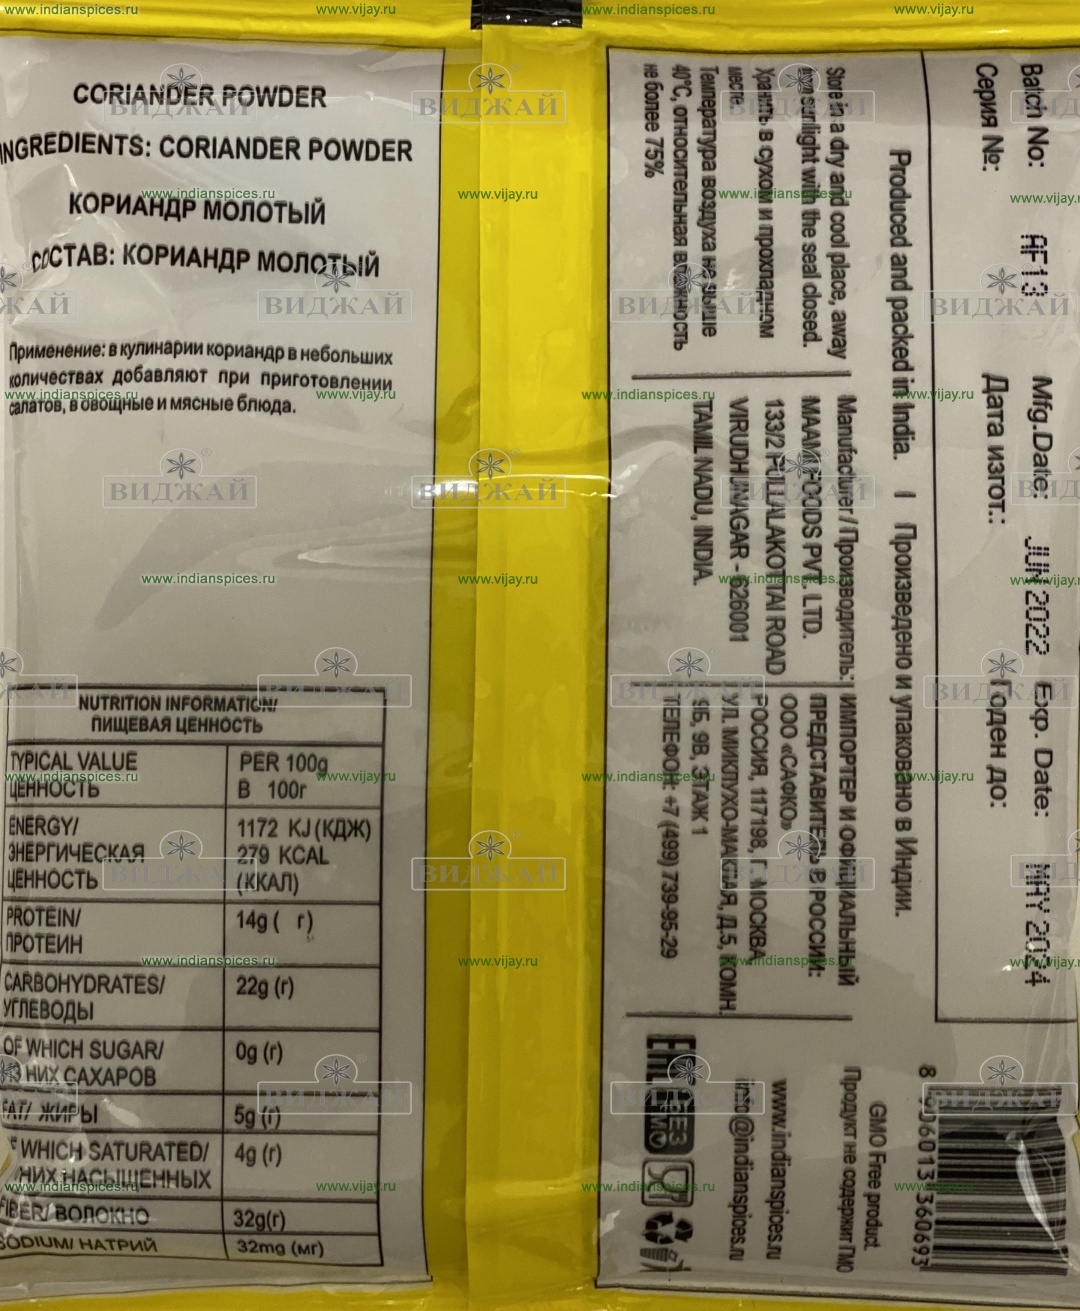 CORIANDER POWDER
INGREDIENTS: CORIANDER POWDER
КОРИАНДР МОЛОТЫЙ
СОСТАВ: КОРИАНДР МОЛОТЫЙ
Применение: в кулинарии кориандр в небольших
количествах добавляют при приготовлении
салатов, в овощные и мясные блюда.
NUTRITION INFORMATION/
ПИЩЕВАЯ ЦЕННОСТЬ
TYPICAL VALUE PER 100g
ЦЕННОСТЬ В 100г
ENERGY/ 1172 KJ (КДЖ)
ЭНЕРГИЧЕСКАЯ 279 KCAL
ЦЕННОСТЬ (ККАЛ)
PROTEIN/ 14g ( г)
ПРОТЕИН
CARBOHYDRATES/ 22g (г)
УГЛЕВОДЫ
OF WHICH SUGAR/ 0g (г)
ИЗ НИХ САХАРОВ
FAT/ ЖИРЫ 5g (г)
OF WHICH SATURATED/ 4g (г)
НИХ НАСЫЩЕННЫХ
FIBER/ ВОЛОКНО 32g(г)
SODIUM/ НАТРИЙ 32mg (мг)
Batch No: AF13 Mfg.Date: JUN 2022 Exp. Date: MAY 2024
Серия №: Дата изгот.: Годен до:
Produced and packed in India. I Произведено и упаковано в Индии.
Store in a dry and cool place, away
sunlight with the seal closed.
Хранить в сухом и прохладном
месте.
Температура воздуха не выше
40°C, относительная влажность
не более 75%
Manufacturer / Производитель:
MAAMI FOODS PVT. LTD.
133/2 PULLALAKOTTAI ROAD
VIRUDHUNAGAR - 626001
TAMIL NADU, INDIA.
ИМПОРТЕР И ОФИЦИАЛЬНЫЙ
ПРЕДСТАВИТЕЛЬ В РОССИИ:
ООО «САФКО»
РОССИЯ, 117198, Г. МОСКВА
УЛ. МИКЛУХО-МАКЛАЯ, Д.5, КОМН.
9Б, 9В, ЭТАЖ 1
ТЕЛЕФОН: +7 (499) 739-95-29
GMO Free product.
Продукт не содержит ГМО
www.indianspices.ru
info@indianspices.ru
EAC
БЕЗ
ГМО
ВИДЖАЙ
www.indianspices.ru
www.vijay.ru